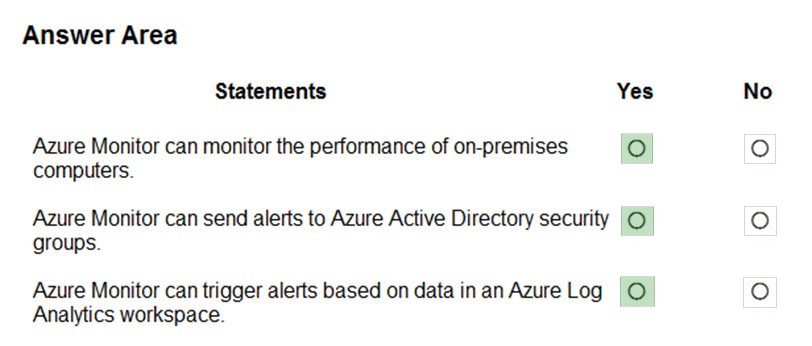 Answer Area
Statements Yes No
Azure Monitor can monitor the performance of on-premises
computers.
Azure Monitor can send alerts to Azure Active Directory security
groups.
Azure Monitor can trigger alerts based on data in an Azure Log
Analytics workspace.